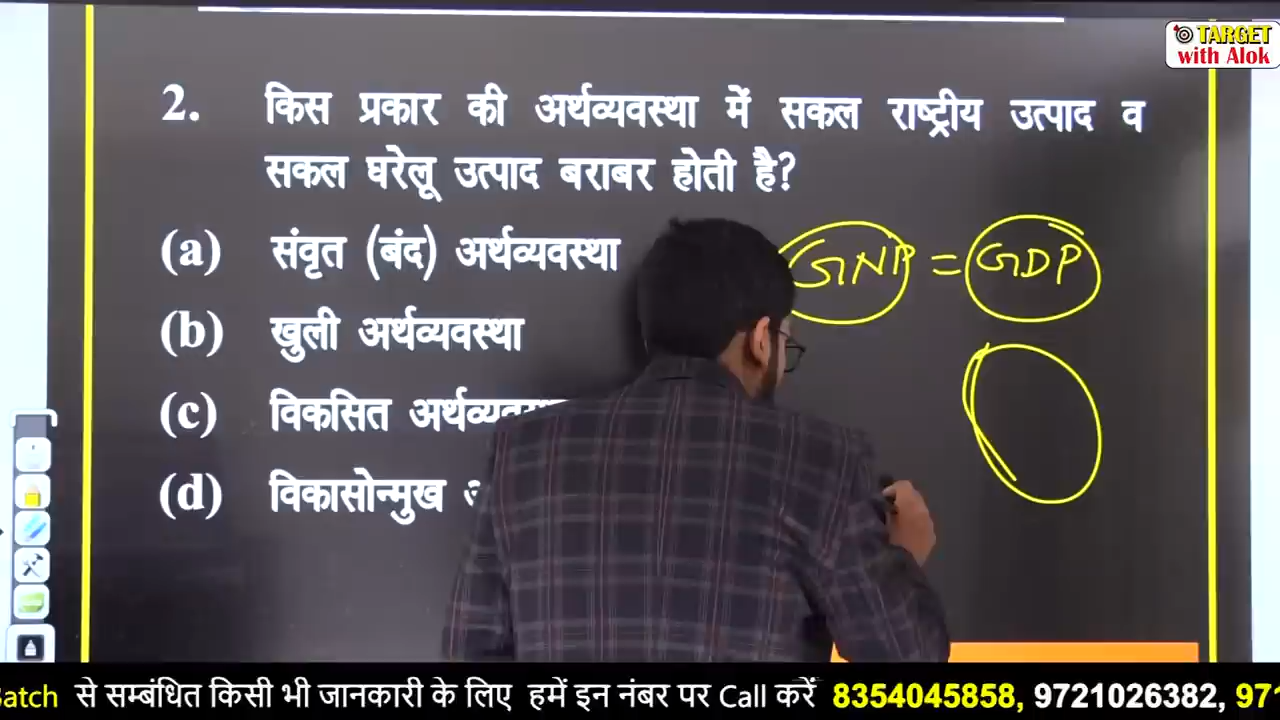 TARGET
with Alok
2. किस प्रकार की अर्थव्यवस्था में सकल राष्ट्रीय उत्पाद व
सकल घरेलू उत्पाद बराबर होती है?
(a) संवृत (बंद) अर्थव्यवस्था
GNP = GDP
(b) खुली अर्थव्यवस्था
(c) विकसित
(d) विकासोन्मुख
से सम्बंधित किसी भी जानकारी के लिए हमें इन नंबर पर Call करें 8354045858, 9721026382, 971